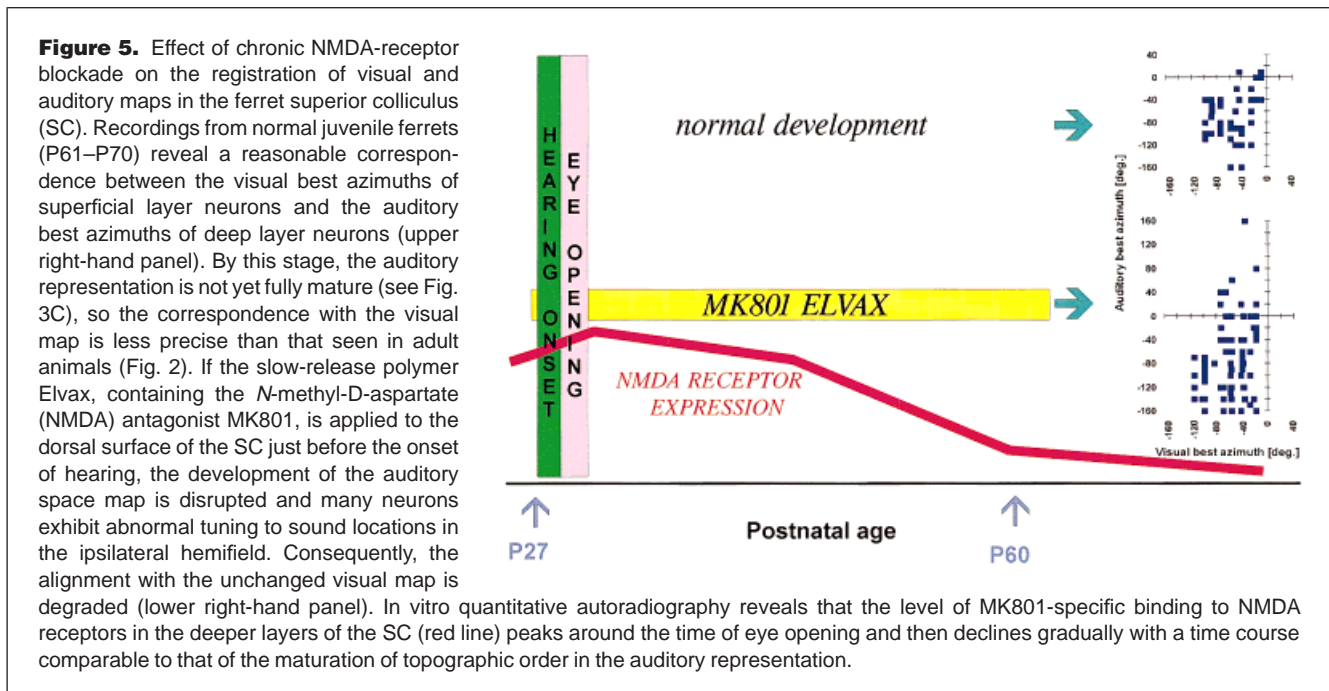 Figure 5. Effect of chronic NMDA-receptor
blockade on the registration of visual and
auditory maps in the ferret superior colliculus
(SC). Recordings from normal juvenile ferrets
(P61–P70) reveal a reasonable correspon-
dence between the visual best azimuths of
superficial layer neurons and the auditory
best azimuths of deep layer neurons (upper
right-hand panel). By this stage, the auditory
representation is not yet fully mature (see Fig.
3C), so the correspondence with the visual
map is less precise than that seen in adult
animals (Fig. 2). If the slow-release polymer
Elvax, containing the N-methyl-D-aspartate
(NMDA) antagonist MK801, is applied to the
dorsal surface of the SC just before the onset
of hearing, the development of the auditory
space map is disrupted and many neurons
exhibit abnormal tuning to sound locations in
the ipsilateral hemifield. Consequently, the
alignment with the unchanged visual map is
degraded (lower right-hand panel). In vitro quantitative autoradiography reveals that the level of MK801-specific binding to NMDA
receptors in the deeper layers of the SC (red line) peaks around the time of eye opening and then declines gradually with a time course
comparable to that of the maturation of topographic order in the auditory representation.
HEARING ONSET
EYE OPENING
normal development
MK801 ELVAX
NMDA RECEPTOR
EXPRESSION
P27
Postnatal age
P60
Auditory best azimuth [deg.]
40
0
-40
-80
-120
-160
-160
-120
-80
-40
0
40
160
120
80
40
0
-40
-80
-120
-160
Visual best azimuth [deg.]
-160
-120
-80
-40
0
40